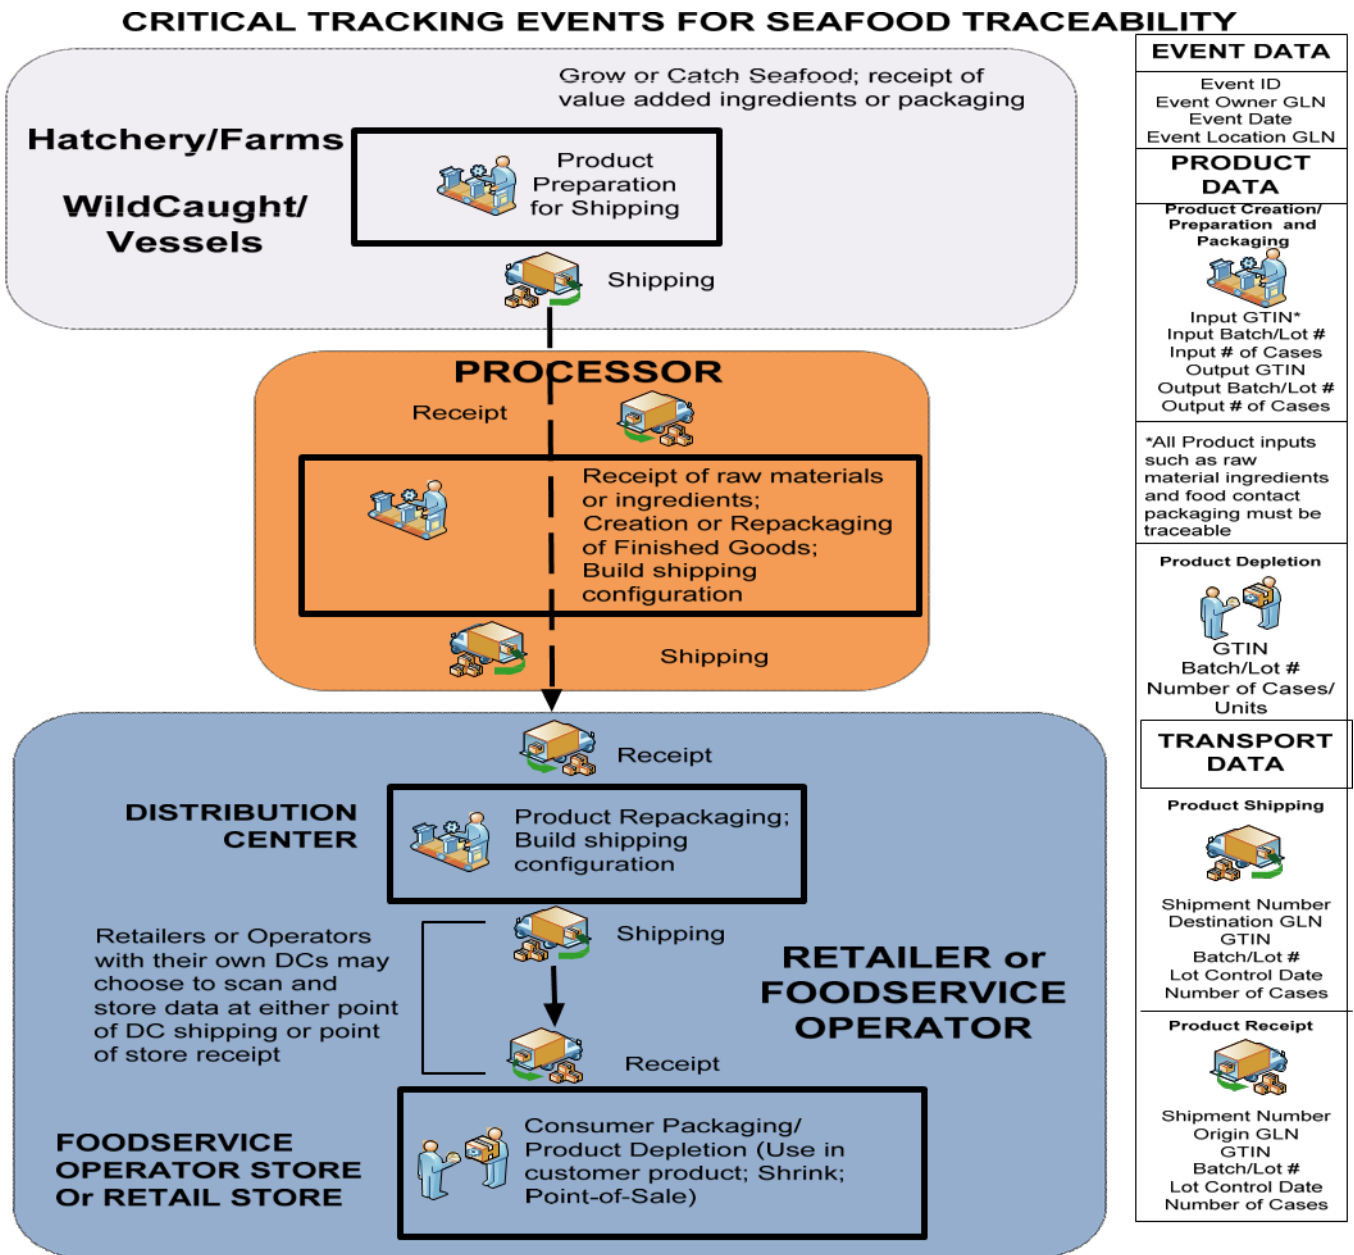 CRITICAL TRACKING EVENTS FOR SEAFOOD TRACEABILITY
Grow or Catch Seafood; receipt of
value added ingredients or packaging
Hatchery/Farms
WildCaught/
Vessels
Product
Preparation
for Shipping
Shipping
PROCESSOR
Receipt
Receipt of raw materials
or ingredients;
Creation or Repackaging
of Finished Goods;
Build shipping
configuration
Shipping
Receipt
DISTRIBUTION
CENTER
Product Repackaging;
Build shipping
configuration
Shipping
Retailers or Operators
with their own DCs may
choose to scan and
store data at either point
of DC shipping or point
of store receipt
RETAILER or
FOODSERVICE
OPERATOR
Receipt
FOODSERVICE
OPERATOR STORE
Or RETAIL STORE
Consumer Packaging/
Product Depletion (Use in
customer product; Shrink;
Point-of-Sale)
EVENT DATA
Event ID
Event Owner GLN
Event Date
Event Location GLN
PRODUCT
DATA
Product Creation/
Preparation and
Packaging
Input GTIN*
Input Batch/Lot #
Input # of Cases
Output GTIN
Output Batch/Lot #
Output # of Cases
*All Product inputs
such as raw
material ingredients
and food contact
packaging must be
traceable
Product Depletion
GTIN
Batch/Lot #
Number of Cases/
Units
TRANSPORT
DATA
Product Shipping
Shipment Number
Destination GLN
GTIN
Batch/Lot #
Lot Control Date
Number of Cases
Product Receipt
Shipment Number
Origin GLN
GTIN
Batch/Lot #
Lot Control Date
Number of Cases